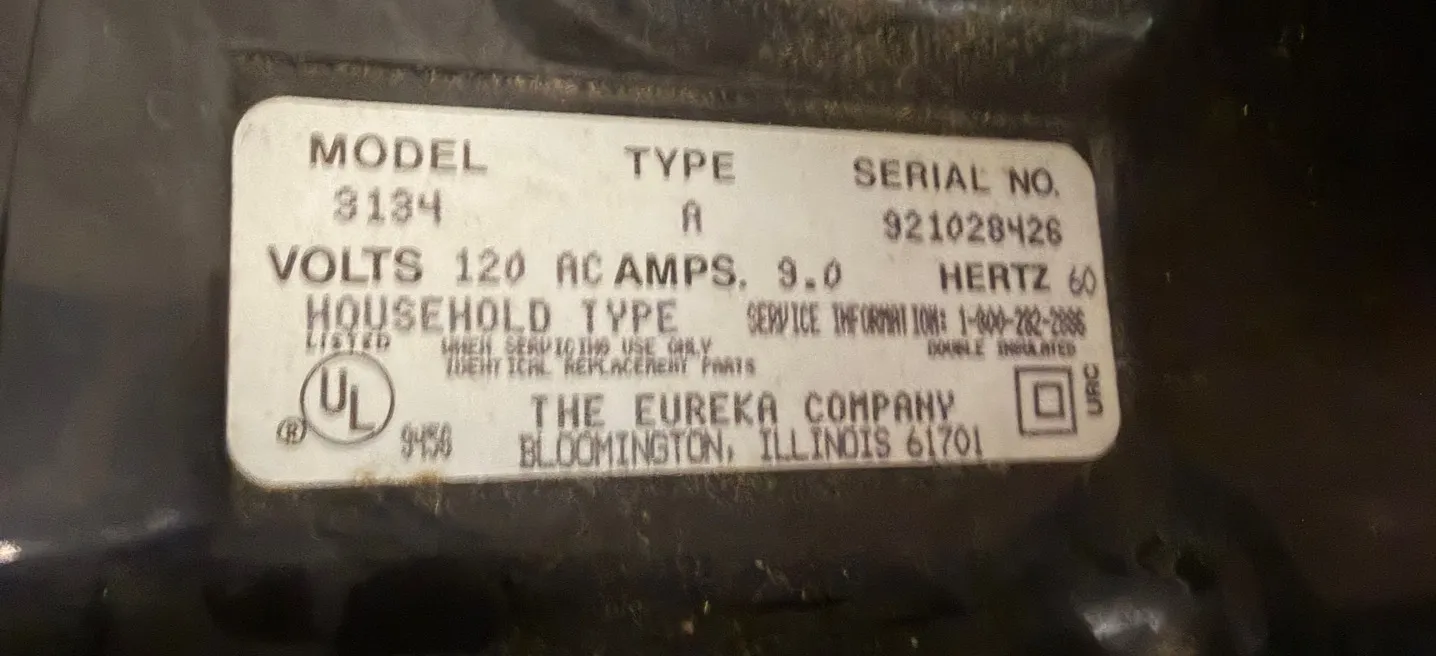 MODEL TYPE SERIAL NO.
3134 A 921028426
VOLTS 120 AC AMPS. 9.0 HERTZ 60
HOUSEHOLD TYPE SERVICE INFORMATION: 1-800-282-2886
LISTED WHEN SERVICING USE ONLY DOUBLE INSULATED
IDENTICAL REPLACEMENT PARTS
UL
® THE EUREKA COMPANY URC
BLOOMINGTON, ILLINOIS 61701